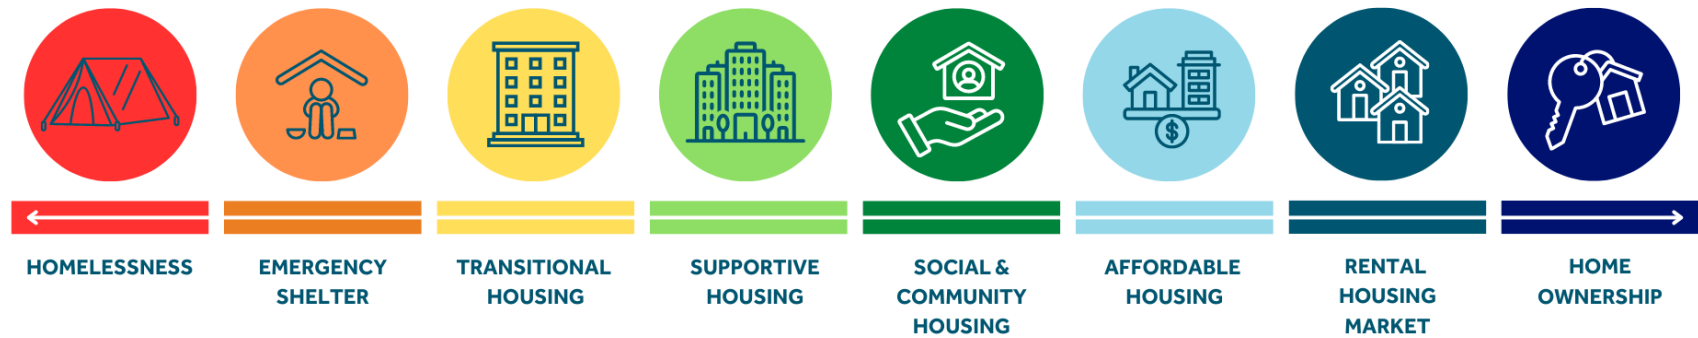 $
HOMELESSNESS
EMERGENCY
SHELTER
TRANSITIONAL
HOUSING
SUPPORTIVE
HOUSING
SOCIAL &
COMMUNITY
HOUSING
AFFORDABLE
HOUSING
RENTAL
HOUSING
MARKET
HOME
OWNERSHIP